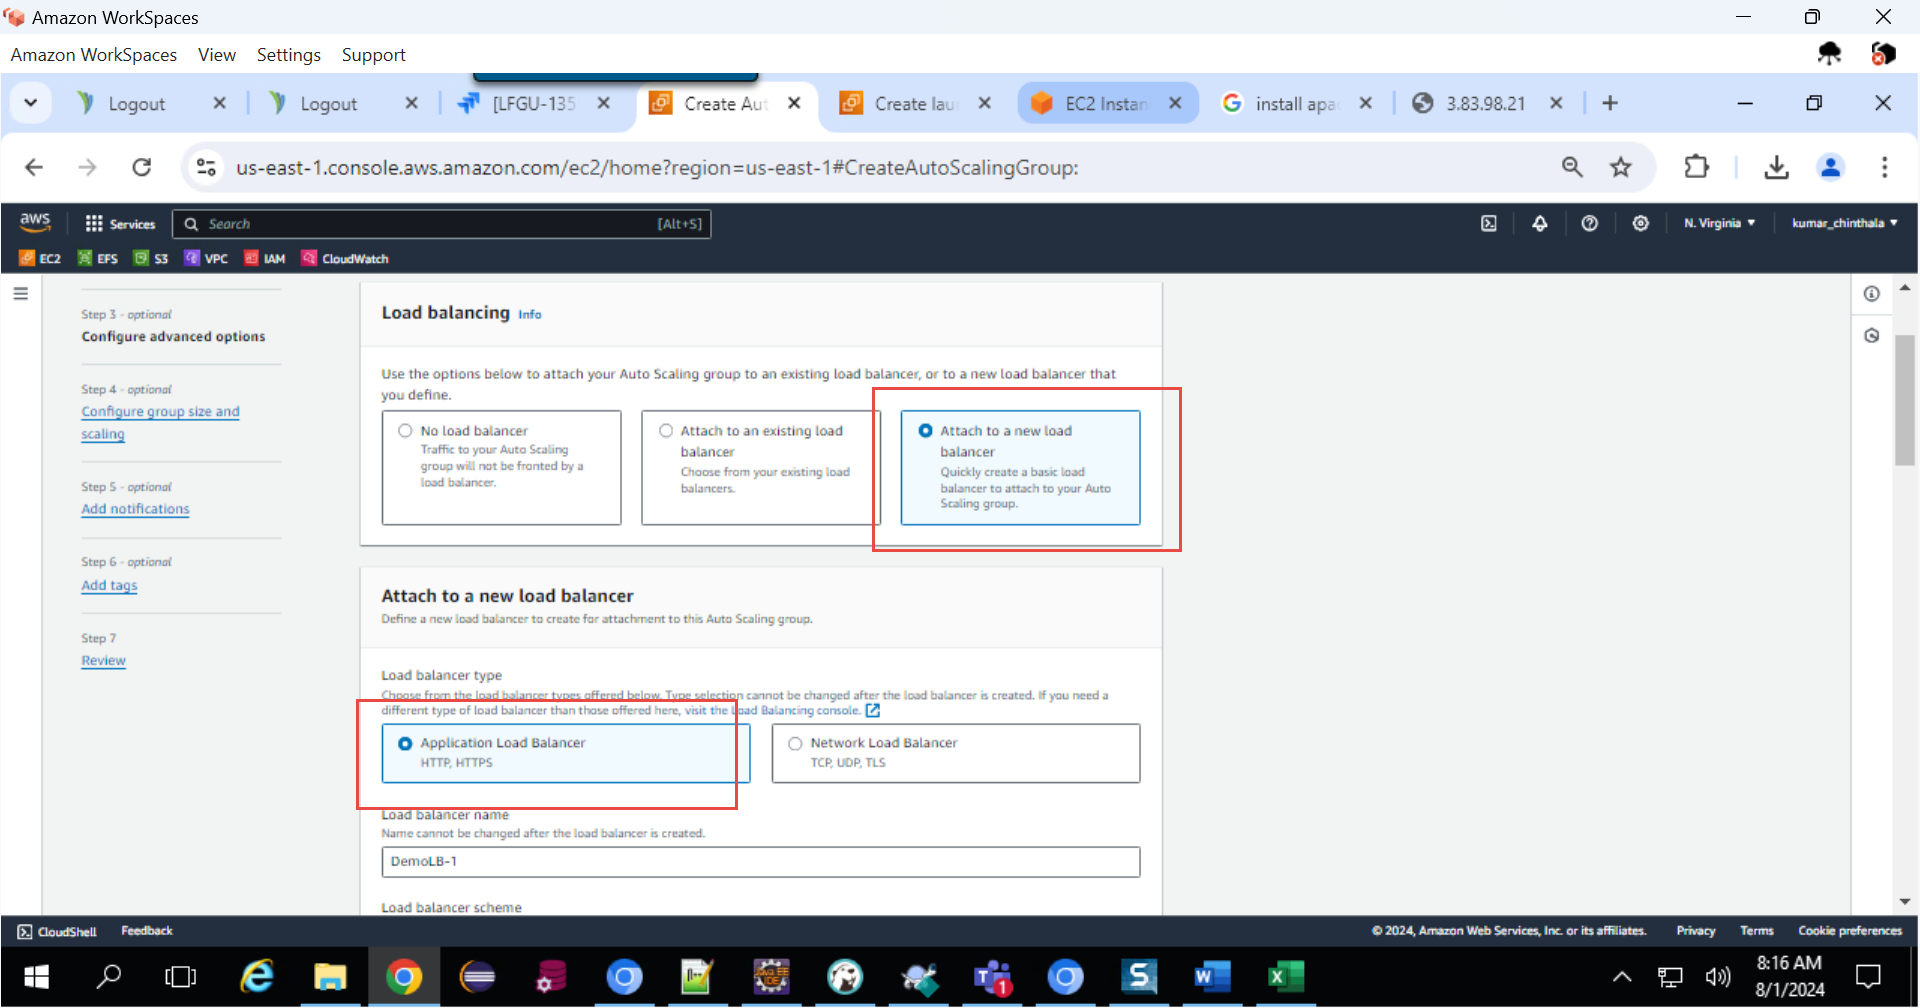 Amazon WorkSpaces
Amazon WorkSpaces View Settings Support
Logout Logout [LFGU-135 Create Aut Create lau EC2 Instan install apac 3.83.98.21
us-east-1.console.aws.amazon.com/ec2/home?region=us-east-1#CreateAutoScalingGroup:
aws Services Search [Alt+S] N. Virginia kumar_chinthala
EC2 EFS S3 VPC IAM CloudWatch
Step 3 - optional
Configure advanced options
Step 4 - optional
Configure group size and
scaling
Step 5 - optional
Add notifications
Step 6 - optional
Add tags
Step 7
Review
Load balancing Info
Use the options below to attach your Auto Scaling group to an existing load balancer, or to a new load balancer that
you define.
No load balancer
Traffic to your Auto Scaling
group will not be fronted by a
load balancer.
Attach to an existing load
balancer
Choose from your existing load
balancers.
Attach to a new load
balancer
Quickly create a basic load
balancer to attach to your Auto
Scaling group.
Attach to a new load balancer
Define a new load balancer to create for attachment to this Auto Scaling group.
Load balancer type
Choose from the load balancer types offered below. Type selection cannot be changed after the load balancer is created. If you need a
different type of load balancer than those offered here, visit the Load Balancing console.
Application Load Balancer
HTTP, HTTPS
Network Load Balancer
TCP, UDP, TLS
Load balancer name
Name cannot be changed after the load balancer is created.
DemoLB-1
Load balancer scheme
CloudShell Feedback © 2024, Amazon Web Services, Inc. or its affiliates. Privacy Terms Cookie preferences
8:16 AM
8/1/2024